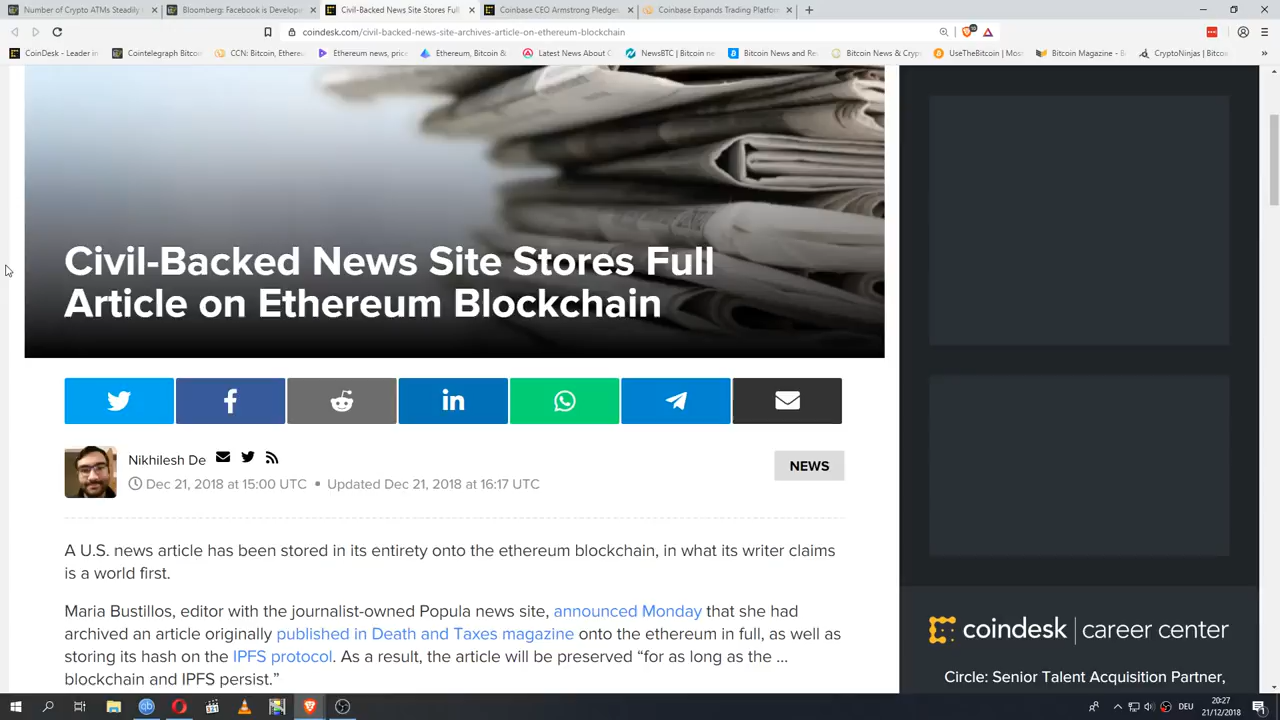 Number of Crypto ATMs Steadily
Bloomberg: Facebook is Develope
Civil-Backed News Site Stores Full
Coinbase CEO Armstrong Pledges
Coinbase Expands Trading Platfor
coindesk.com/civil-backed-news-site-archives-article-on-ethereum-blockchain
CoinDesk - Leader in
Cointelegraph Bitcoi
CCN: Bitcoin, Ethere
Ethereum news, price
Ethereum, Bitcoin &
Latest News About C
NewsBTC | Bitcoin ne
Bitcoin News and Re
Bitcoin News & Cryp
UseTheBitcoin | Most
Bitcoin Magazine - B
CryptoNinjas | Bitcoi
Civil-Backed News Site Stores Full
Article on Ethereum Blockchain
Nikhilesh De
Dec 21, 2018 at 15:00 UTC • Updated Dec 21, 2018 at 16:17 UTC
NEWS
A U.S. news article has been stored in its entirety onto the ethereum blockchain, in what its writer claims
is a world first.
Maria Bustillos, editor with the journalist-owned Popula news site, announced Monday that she had
archived an article originally published in Death and Taxes magazine onto the ethereum in full, as well as
storing its hash on the IPFS protocol. As a result, the article will be preserved “for as long as the ...
blockchain and IPFS persist.”
coindesk | career center
Circle: Senior Talent Acquisition Partner,
DEU
20:27
21/12/2018